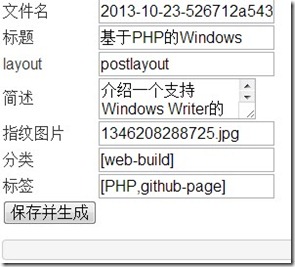 文件名 2013-10-23-526712a543
标题 基于PHP的Windows
layout postlayout
简述 介绍一个支持
Windows Writer的
指纹图片 1346208288725.jpg
分类 [web-build]
标签 [PHP,github-page]
保存并生成